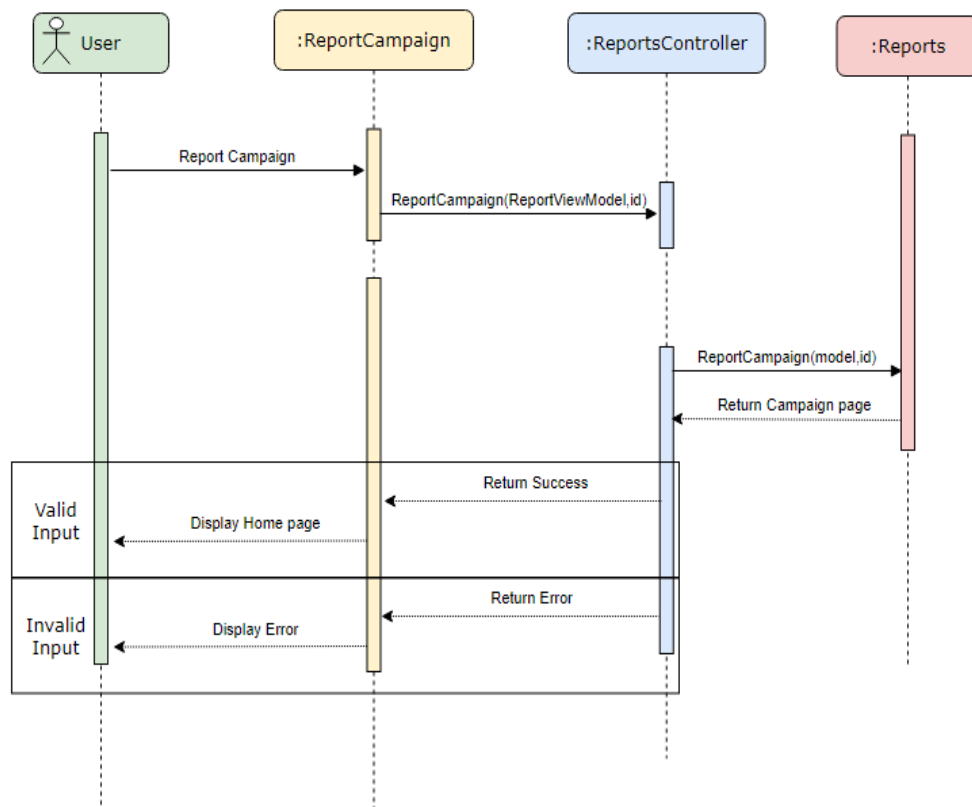 User
:ReportCampaign
:ReportsController
:Reports
Report Campaign
ReportCampaign(ReportViewModel,id)
ReportCampaign(model,id)
Return Campaign page
Return Success
Valid
Input
Display Home page
Return Error
Invalid
Input
Display Error